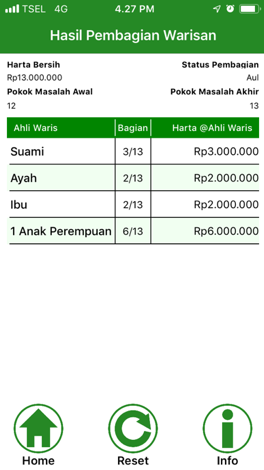 TSEL 4G 4.27 PM
Hasil Pembagian Warisan
Harta Bersih Status Pembagian
Rp13.000.000 Aul
Pokok Masalah Awal Pokok Masalah Akhir
12 13
Ahli Waris Bagian Harta @Ahli Waris
Suami 3/13 Rp3.000.000
Ayah 2/13 Rp2.000.000
Ibu 2/13 Rp2.000.000
1 Anak Perempuan 6/13 Rp6.000.000
Home Reset Info